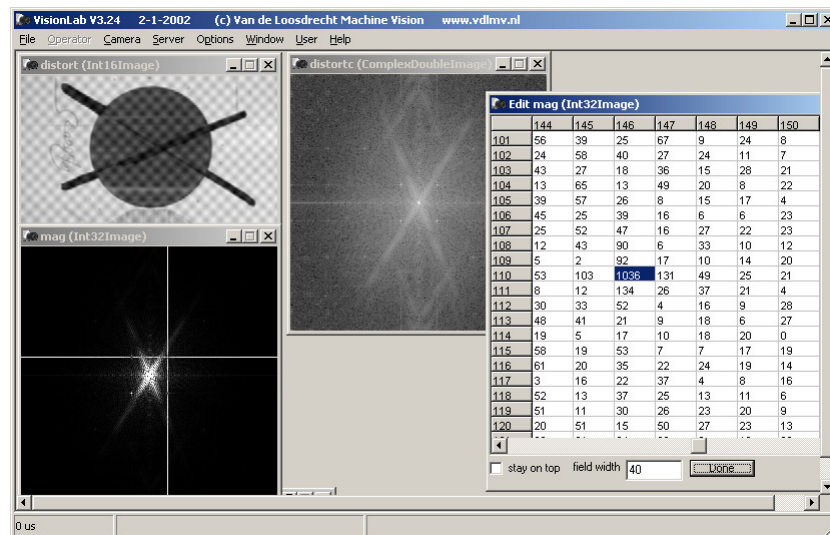 VisionLab V3.24 2-1-2002 (c) Van de Loosdrecht Machine Vision www.vdlmv.nl
File Operator Camera Server Options Window User Help
distort (Int16Image)
distortc (ComplexDoubleImage)
mag (Int32Image)
Edit mag (Int32Image)
144 145 146 147 148 149 150
101 56 39 25 67 9 24 8
102 24 58 40 27 24 11 7
103 43 27 18 36 15 28 21
104 13 65 13 49 20 8 22
105 39 57 26 8 15 17 4
106 45 25 39 16 6 6 23
107 25 52 47 16 27 22 23
108 12 43 90 6 33 10 12
109 5 2 92 17 10 14 20
110 53 103 1036 131 49 25 21
111 8 12 134 26 37 21 4
112 30 33 52 4 16 9 28
113 48 41 21 9 18 6 27
114 19 5 17 10 18 20 0
115 58 19 53 7 7 17 19
116 61 20 35 22 24 19 14
117 3 16 22 37 4 8 16
118 52 13 37 25 13 11 6
119 51 11 30 26 23 20 9
120 20 51 15 50 27 23 13
stay on top field width 40 Done
0 us